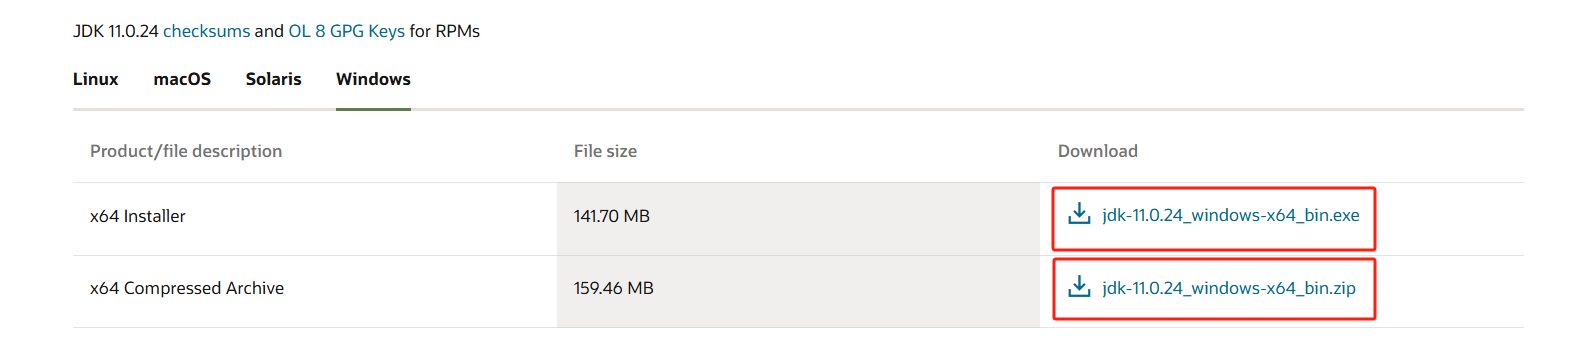 JDK 11.0.24 checksums and OL 8 GPG Keys for RPMs
Linux macOS Solaris Windows
Product/file description File size Download
x64 Installer 141.70 MB jdk-11.0.24_windows-x64_bin.exe
x64 Compressed Archive 159.46 MB jdk-11.0.24_windows-x64_bin.zip